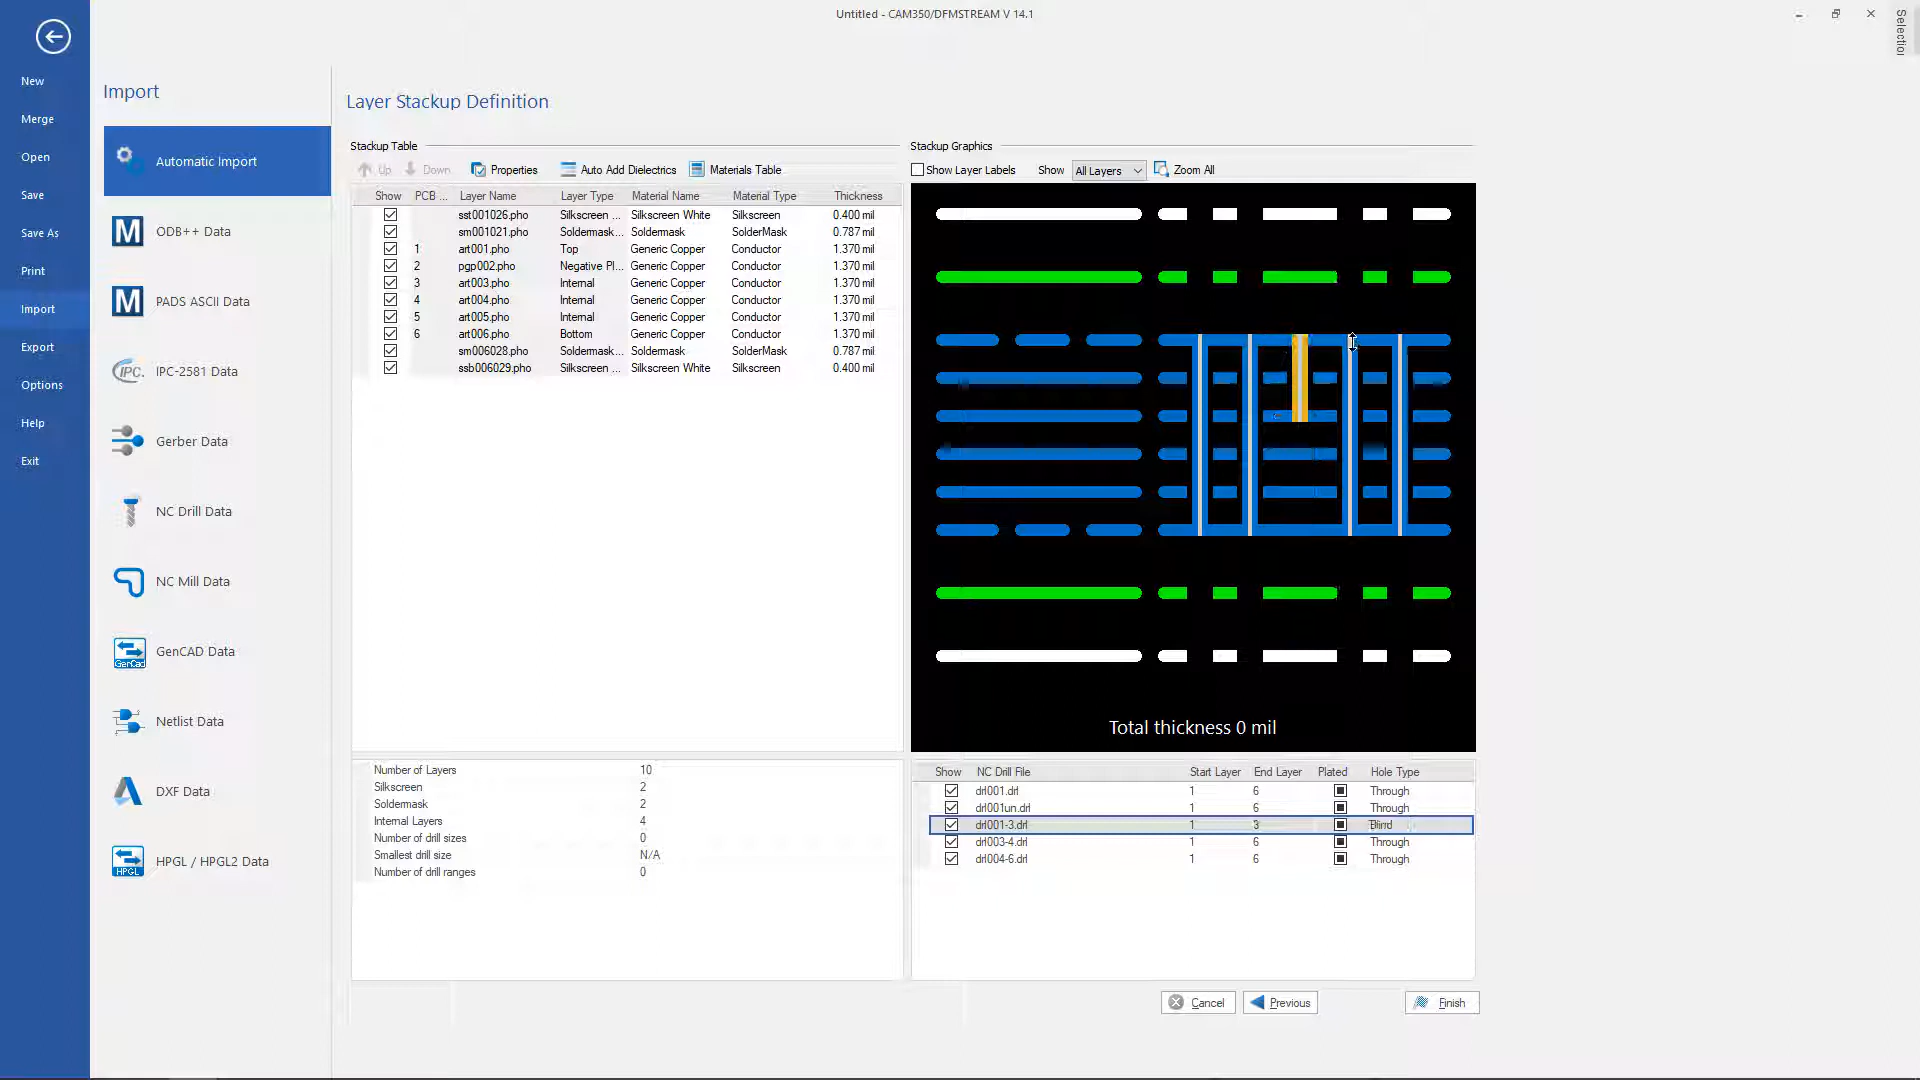 Untitled - CAM350/DFMSTREAM V 14.1
Selection
New
Merge
Open
Save
Save As
Print
Import
Export
Options
Help
Exit
Import
Automatic Import
M ODB++ Data
M PADS ASCII Data
IPC. IPC-2581 Data
Gerber Data
NC Drill Data
NC Mill Data
GenCAD GenCAD Data
Netlist Data
DXF Data
HPGL HPGL / HPGL2 Data
Layer Stackup Definition
Stackup Table
Up Down Properties Auto Add Dielectrics Materials Table
Show PCB ... Layer Name Layer Type Material Name Material Type Thickness
sst001026.pho Silkscreen ... Silkscreen White Silkscreen 0.400 mil
sm001021.pho Soldermask... Soldermask SolderMask 0.787 mil
1 art001.pho Top Generic Copper Conductor 1.370 mil
2 pgp002.pho Negative Pl... Generic Copper Conductor 1.370 mil
3 art003.pho Internal Generic Copper Conductor 1.370 mil
4 art004.pho Internal Generic Copper Conductor 1.370 mil
5 art005.pho Internal Generic Copper Conductor 1.370 mil
6 art006.pho Bottom Generic Copper Conductor 1.370 mil
sm006028.pho Soldermask... Soldermask SolderMask 0.787 mil
ssb006029.pho Silkscreen ... Silkscreen White Silkscreen 0.400 mil
Number of Layers 10
Silkscreen 2
Soldermask 2
Internal Layers 4
Number of drill sizes 0
Smallest drill size N/A
Number of drill ranges 0
Stackup Graphics
Show Layer Labels Show All Layers Zoom All
Total thickness 0 mil
Show NC Drill File Start Layer End Layer Plated Hole Type
drl001.drl 1 6 Through
drl001un.drl 1 6 Through
drl001-3.drl 1 3 Blind
drl003-4.drl 1 6 Through
drl004-6.drl 1 6 Through
Cancel Previous Finish